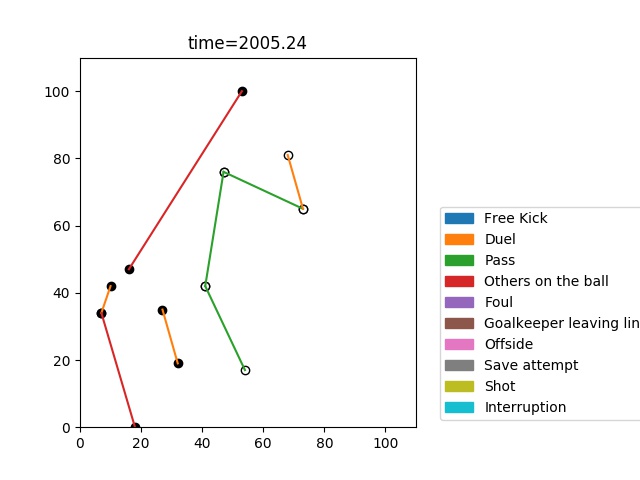 time=2005.24
100
80
60
40
20
0
0 20 40 60 80 100
Free Kick
Duel
Pass
Others on the ball
Foul
Goalkeeper leaving lin
Offside
Save attempt
Shot
Interruption